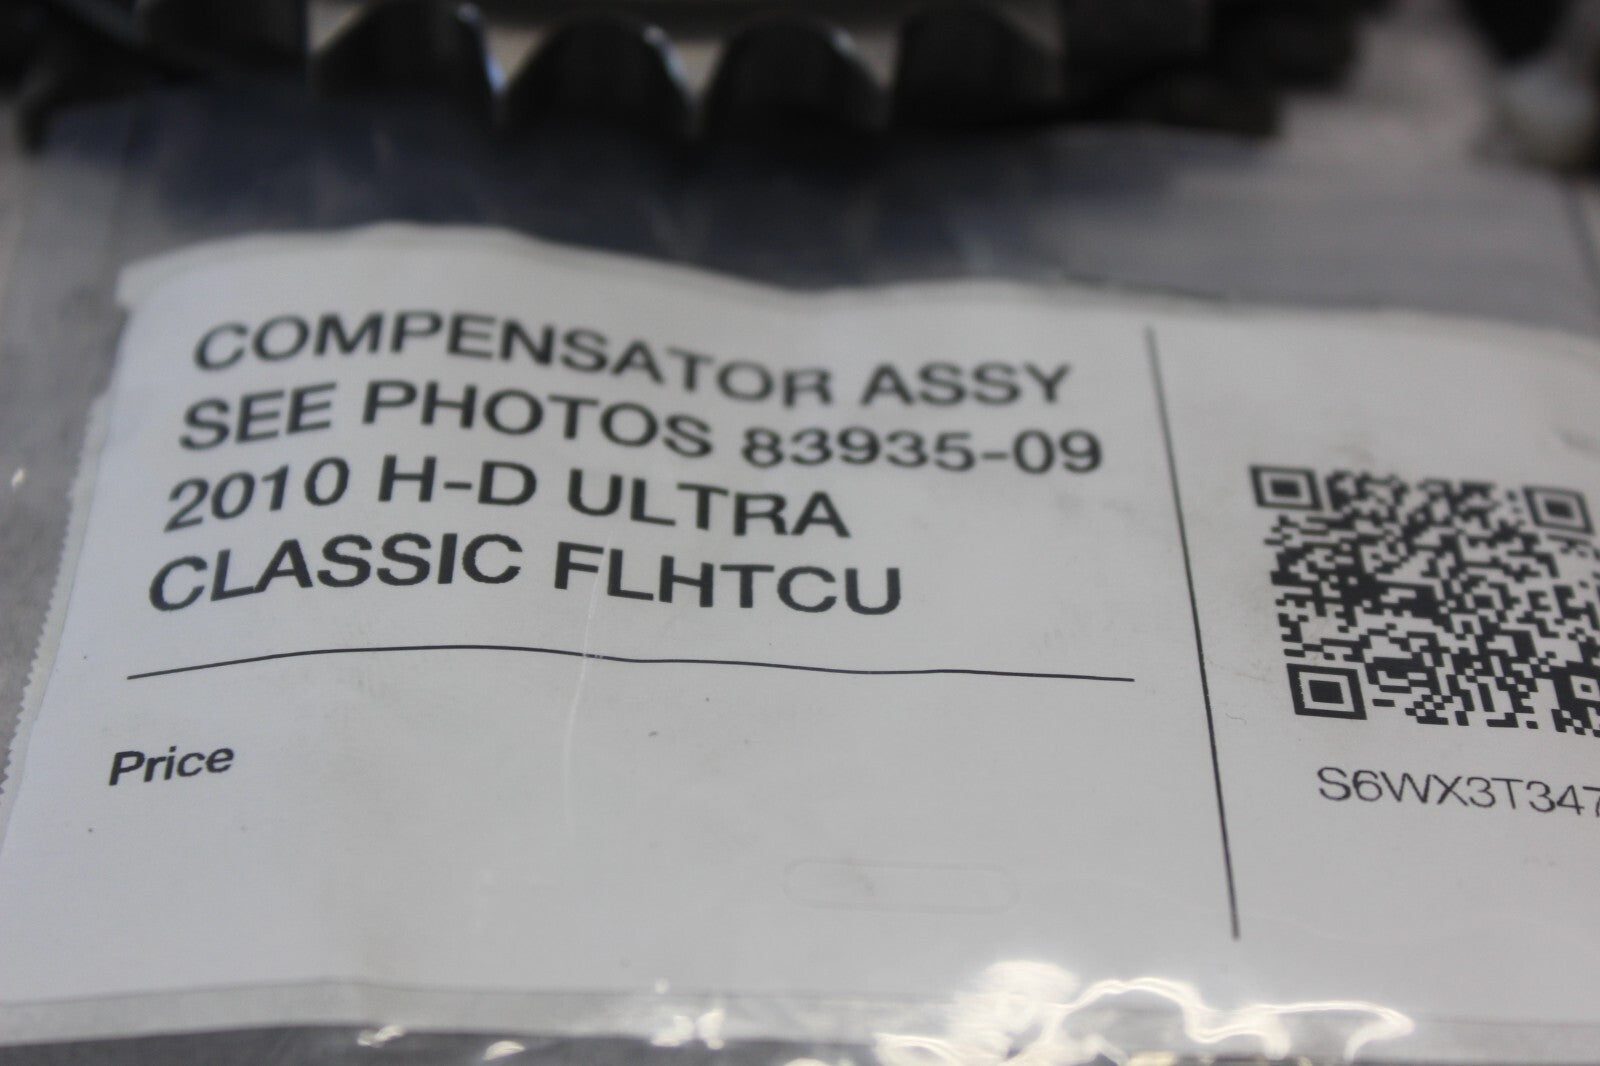 COMPENSATOR ASSY
SEE PHOTOS 83935-09
2010 H-D ULTRA
CLASSIC FLHTCU
Price
S6WX3T347